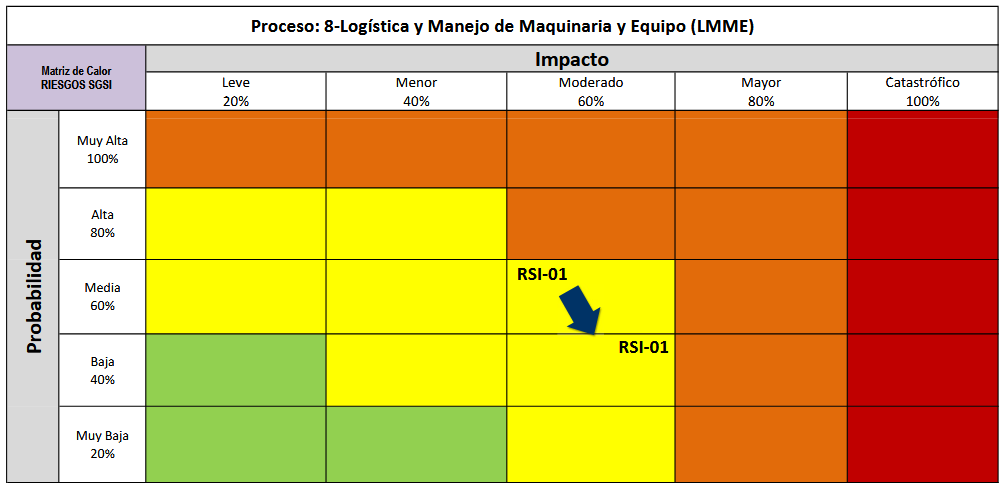 Proceso: 8-Logística y Manejo de Maquinaria y Equipo (LMME)
Matriz de Calor
RIESGOS SGSI
Impacto
Leve
20%
Menor
40%
Moderado
60%
Mayor
80%
Catastrófico
100%
Probabilidad
Muy Alta
100%
Alta
80%
Media
60%
RSI-01
Baja
40%
RSI-01
Muy Baja
20%